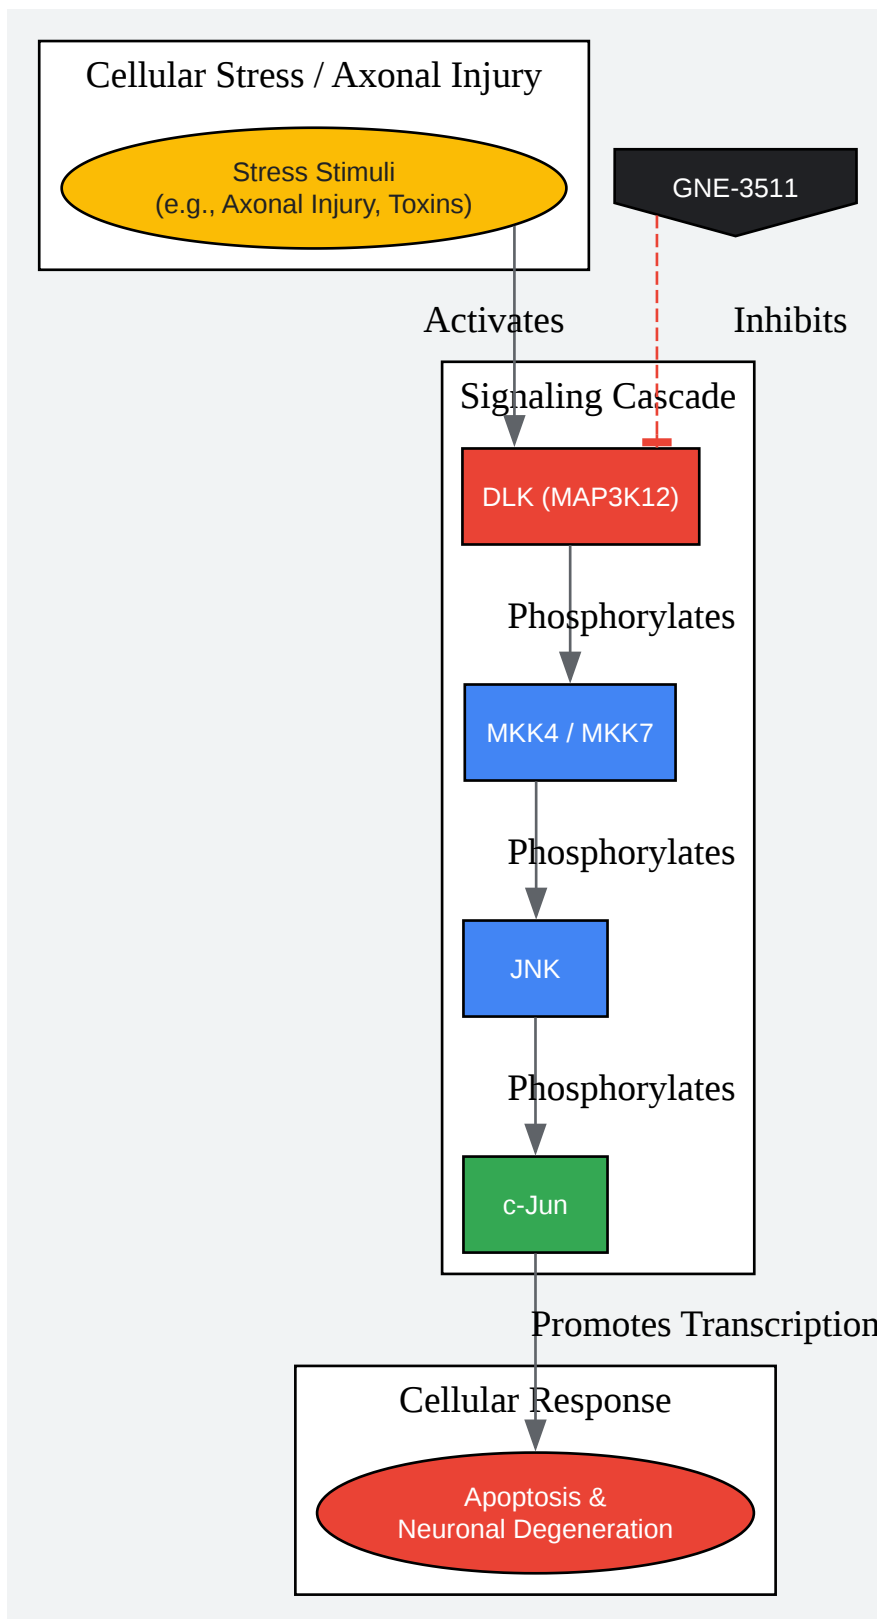 Cellular Stress / Axonal Injury
Stress Stimuli
(e.g., Axonal Injury, Toxins)
GNE-3511
Activates
Inhibits
Signaling Cascade
DLK (MAP3K12)
Phosphorylates
MKK4 / MKK7
Phosphorylates
JNK
Phosphorylates
c-Jun
Promotes Transcription
Cellular Response
Apoptosis &
Neuronal Degeneration